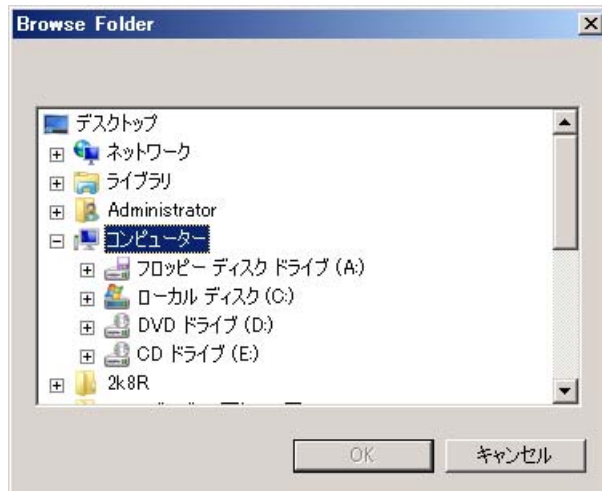 Browse Folder
デスクトップ
ネットワーク
ライブラリ
Administrator
コンピューター
フロッピー ディスク ドライブ (A:)
ローカル ディスク (C:)
DVD ドライブ (D:)
CD ドライブ (E:)
2k8R
OK
キャンセル